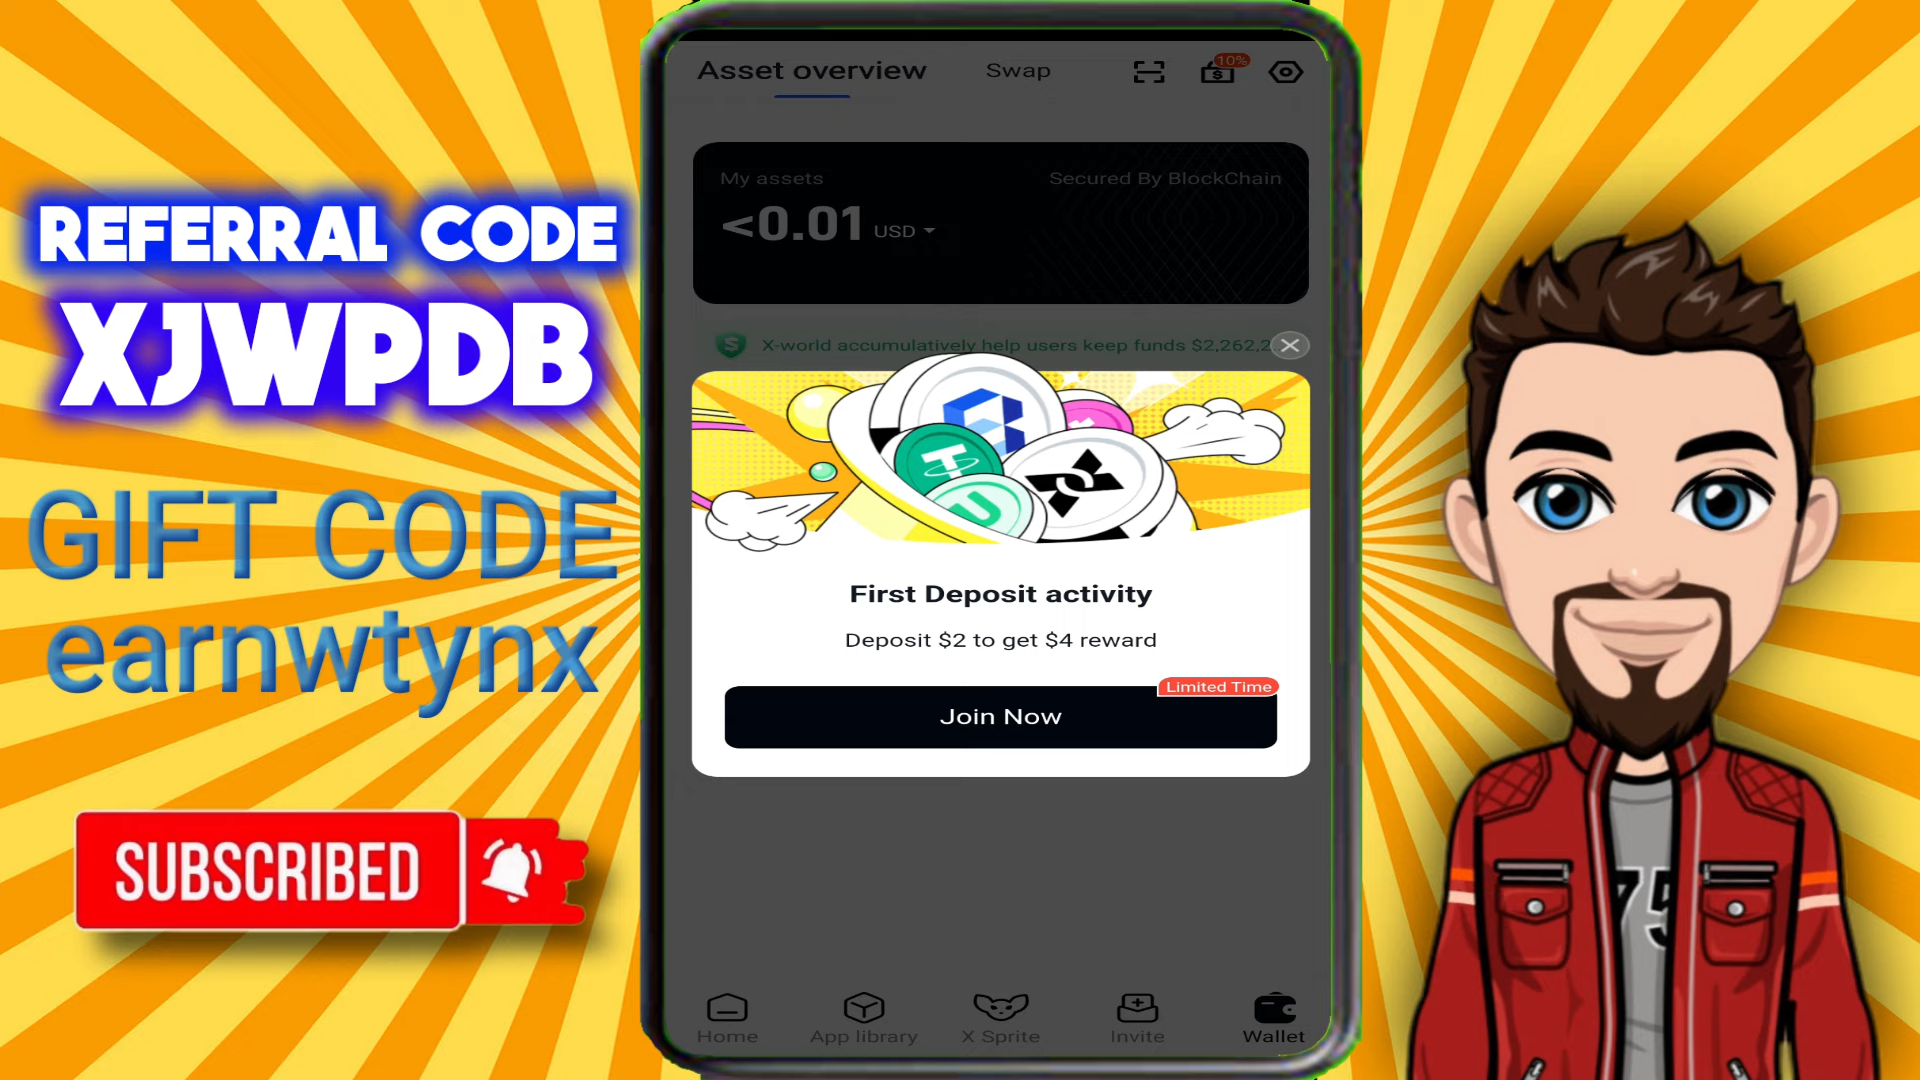 REFERRAL CODE
XJWPDB
GIFT CODE
earnwtynx
SUBSCRIBED
Asset overview
Swap
10%
My assets
Secured By BlockChain
<0.01 USD
X-world accumulatively help users keep funds $2,262,2
First Deposit activity
Deposit $2 to get $4 reward
Limited Time
Join Now
Home
App library
X Sprite
Invite
Wallet
75